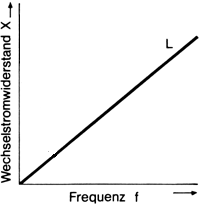 Wechselstromwiderstand X
L
Frequenz f